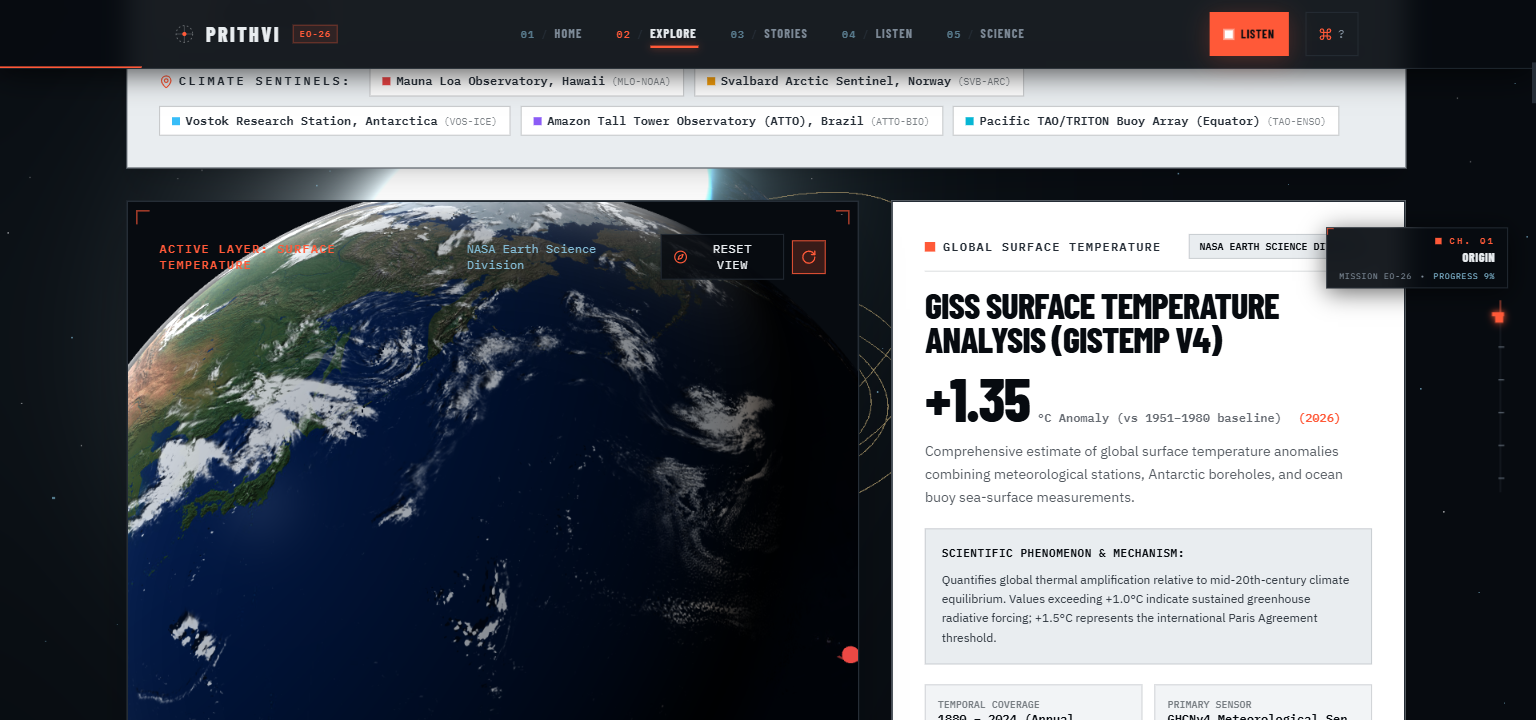 PRITHVI EO-26 01 / HOME 02 / EXPLORE 03 / STORIES 04 / LISTEN 05 / SCIENCE LISTEN ⌘ ?
CLIMATE SENTINELS: Mauna Loa Observatory, Hawaii (MLO-NOAA) Svalbard Arctic Sentinel, Norway (SVB-ARC)
Vostok Research Station, Antarctica (VOS-ICE) Amazon Tall Tower Observatory (ATTO), Brazil (ATTO-BIO) Pacific TAO/TRITON Buoy Array (Equator) (TAO-ENSO)
ACTIVE LAYER: SURFACE
TEMPERATURE
NASA Earth Science
Division
RESET
VIEW
GLOBAL SURFACE TEMPERATURE NASA EARTH SCIENCE DI
CH. 01
ORIGIN
MISSION EO-26 • PROGRESS 9%
GISS SURFACE TEMPERATURE
ANALYSIS (GISTEMP V4)
+1.35 °C Anomaly (vs 1951–1980 baseline) (2026)
Comprehensive estimate of global surface temperature anomalies
combining meteorological stations, Antarctic boreholes, and ocean
buoy sea-surface measurements.
SCIENTIFIC PHENOMENON & MECHANISM:
Quantifies global thermal amplification relative to mid-20th-century climate
equilibrium. Values exceeding +1.0°C indicate sustained greenhouse
radiative forcing; +1.5°C represents the international Paris Agreement
threshold.
TEMPORAL COVERAGE
1880 – 2024 (Annual
PRIMARY SENSOR
GHCNv4 Meteorological Sen